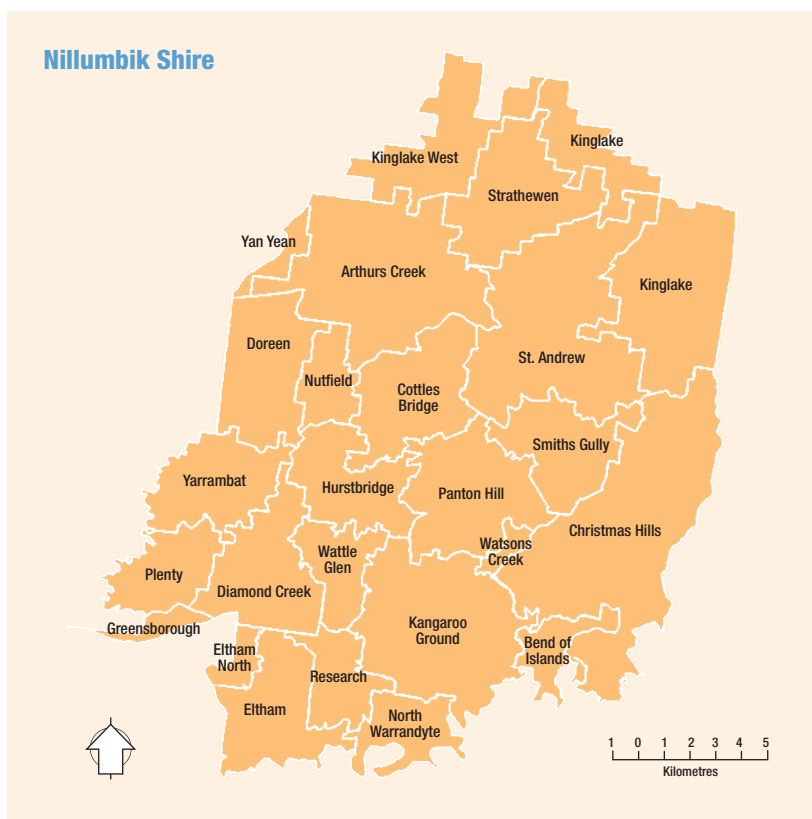 Nillumbik Shire
Kinglake West
Kinglake
Strathewen
Yan Yean
Arthurs Creek
Kinglake
Doreen
St. Andrew
Nutfield
Cottles
Bridge
Smiths Gully
Yarrambat
Hurstbridge
Panton Hill
Christmas Hills
Watsons
Creek
Wattle
Glen
Plenty
Diamond Creek
Greensborough
Kangaroo
Ground
Eltham
North
Bend of
Islands
Research
Eltham
North
Warrandyte
1 0 1 2 3 4 5
Kilometres